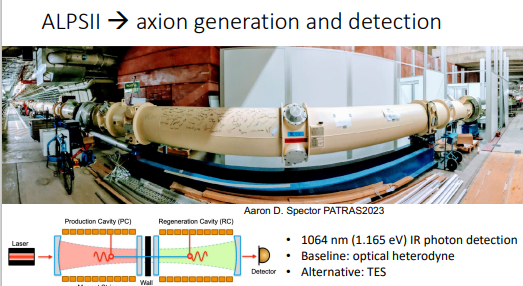 ALPSII → axion generation and detection
Aaron D. Spector PATRAS2023
Production Cavity (PC)
Regeneration Cavity (RC)
Laser
Wall
Detector
• 1064 nm (1.165 eV) IR photon detection
• Baseline: optical heterodyne
• Alternative: TES